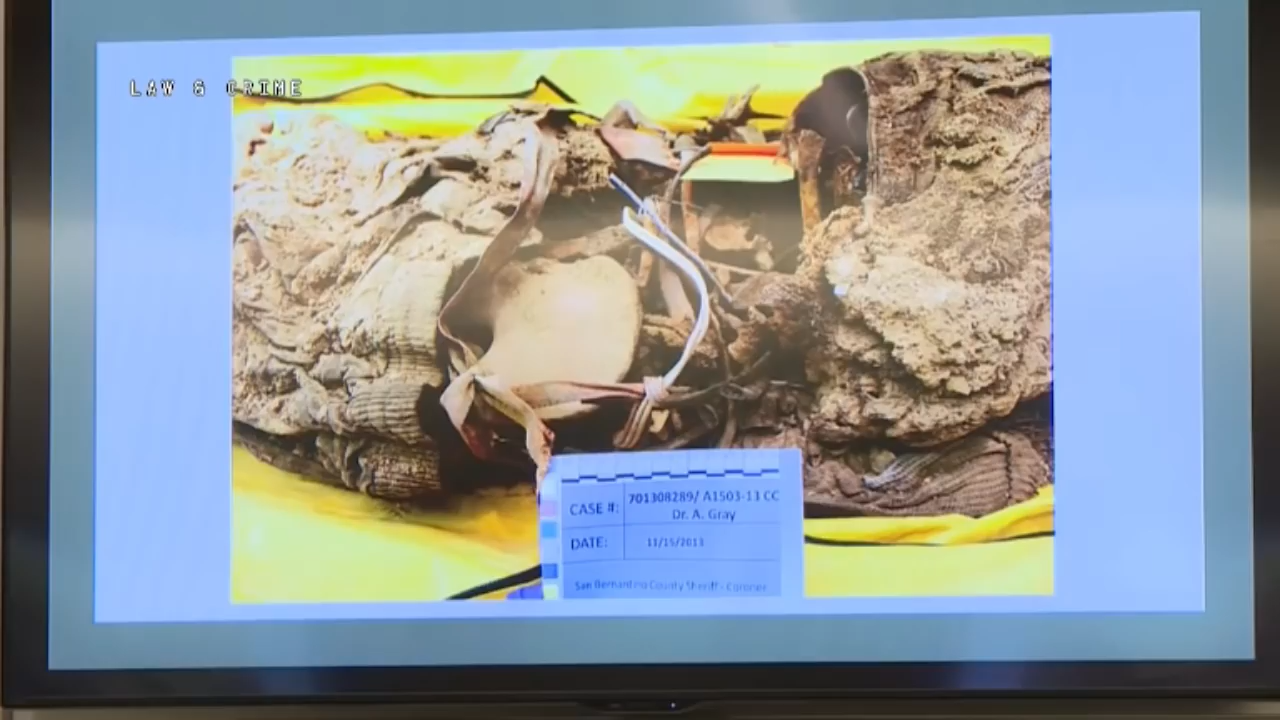 LAW & CRIME
CASE #: 701308289/ A1503-13 CC
Dr. A. Gray
DATE: 11/15/2013
San Bernardino County Sheriff - Coroner